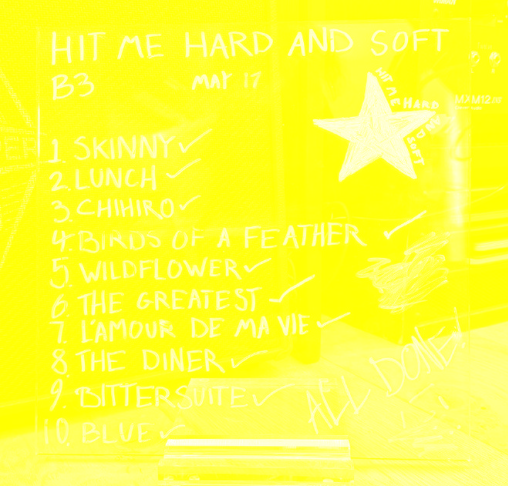 HIT ME HARD AND SOFT
B3 MAY 17
HIT ME HARD AND SOFT
1 SKINNY ✓
2 LUNCH ✓
3 CHIHIRO ✓
4 BIRDS OF A FEATHER ✓
5. WILDFLOWER ✓
6 THE GREATEST ✓
7. L'AMOUR DE MA VIE ✓
8 THE DINER ✓
9. BITTERSUITE ✓
10. BLUE ✓
ALL DONE!